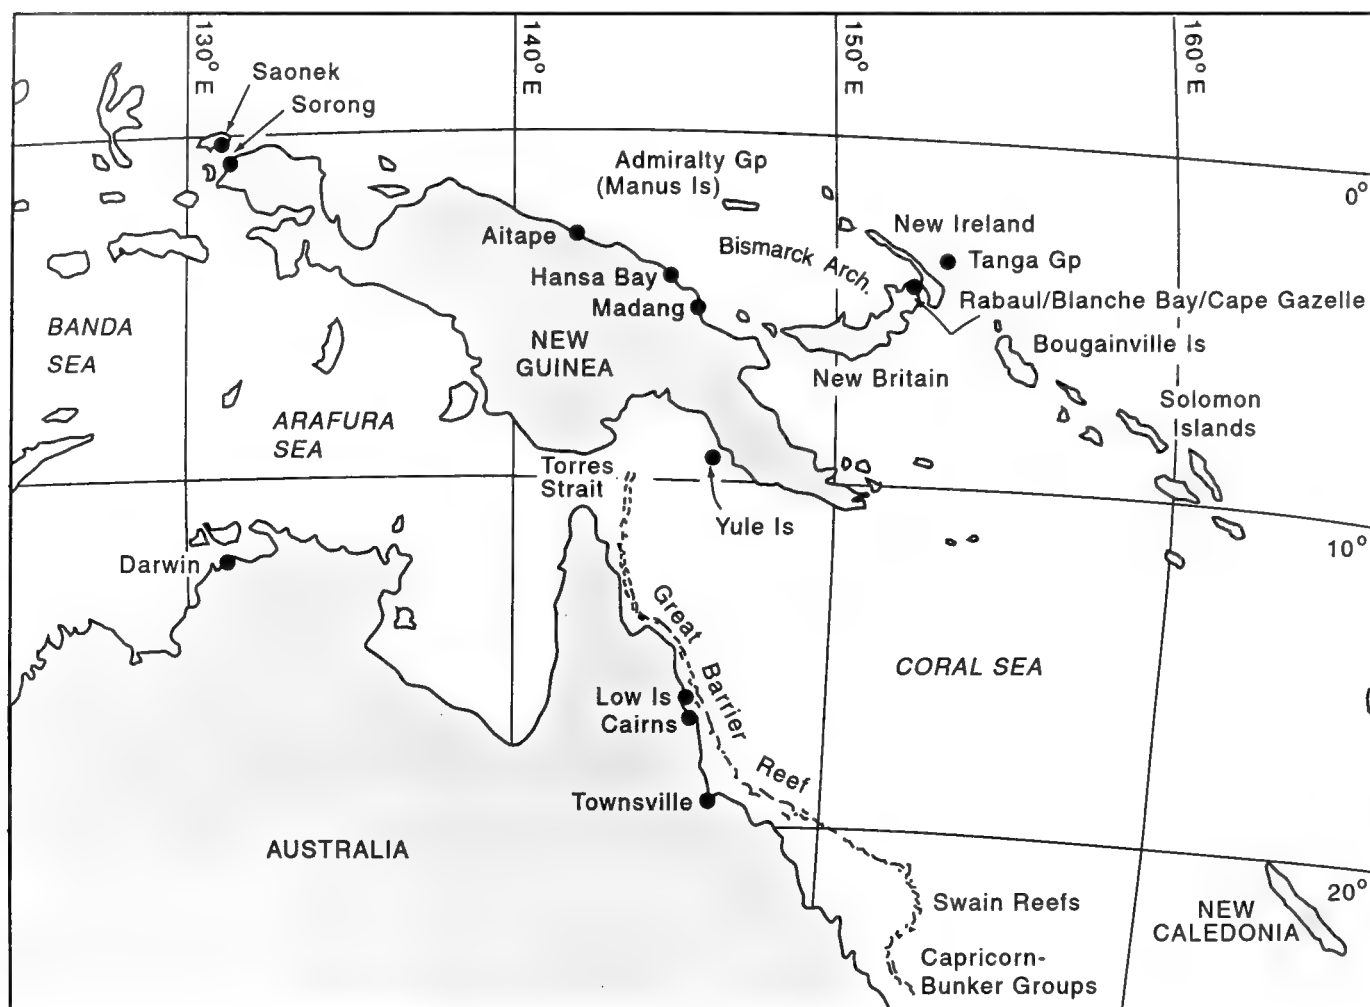 130° E
140° E
150° E
160° E
Saonek
Sorong
Admiralty Gp
(Manus Is)
0°
New Ireland
Aitape
Bismarck Arch.
Tanga Gp
Hansa Bay
Rabaul/Blanche Bay/Cape Gazelle
Madang
BANDA
SEA
NEW
GUINEA
Bougainville Is
New Britain
Solomon
Islands
ARAFURA
SEA
Torres
Strait
Yule Is
10°
Darwin
Great Barrier Reef
CORAL SEA
Low Is
Cairns
Townsville
AUSTRALIA
20°
Swain Reefs
NEW
CALEDONIA
Capricorn-
Bunker Groups